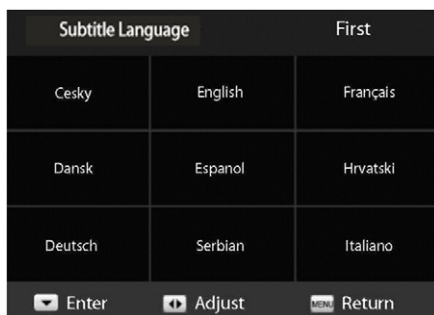 Subtitle Language First
Cesky English Français
Dansk Espanol Hrvatski
Deutsch Serbian Italiano
Enter Adjust MENU Return